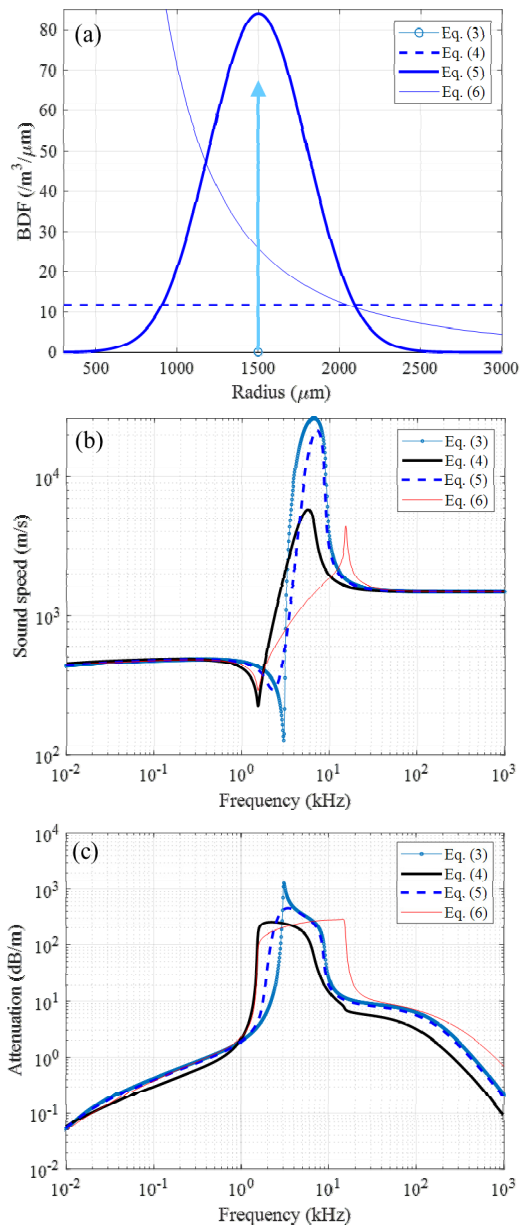 (a)
Eq. (3)
Eq. (4)
Eq. (5)
Eq. (6)
BDF (/m³/μm)
85
80
70
60
50
40
30
20
10
0
500 1000 1500 2000 2500 3000
Radius (μm)
(b)
Eq. (3)
Eq. (4)
Eq. (5)
Eq. (6)
Sound speed (m/s)
10⁴
10³
10²
10⁻² 10⁻¹ 10⁰ 10¹ 10² 10³
Frequency (kHz)
(c)
Eq. (3)
Eq. (4)
Eq. (5)
Eq. (6)
Attenuation (dB/m)
10⁴
10³
10²
10¹
10⁰
10⁻¹
10⁻²
10⁻² 10⁻¹ 10⁰ 10¹ 10² 10³
Frequency (kHz)